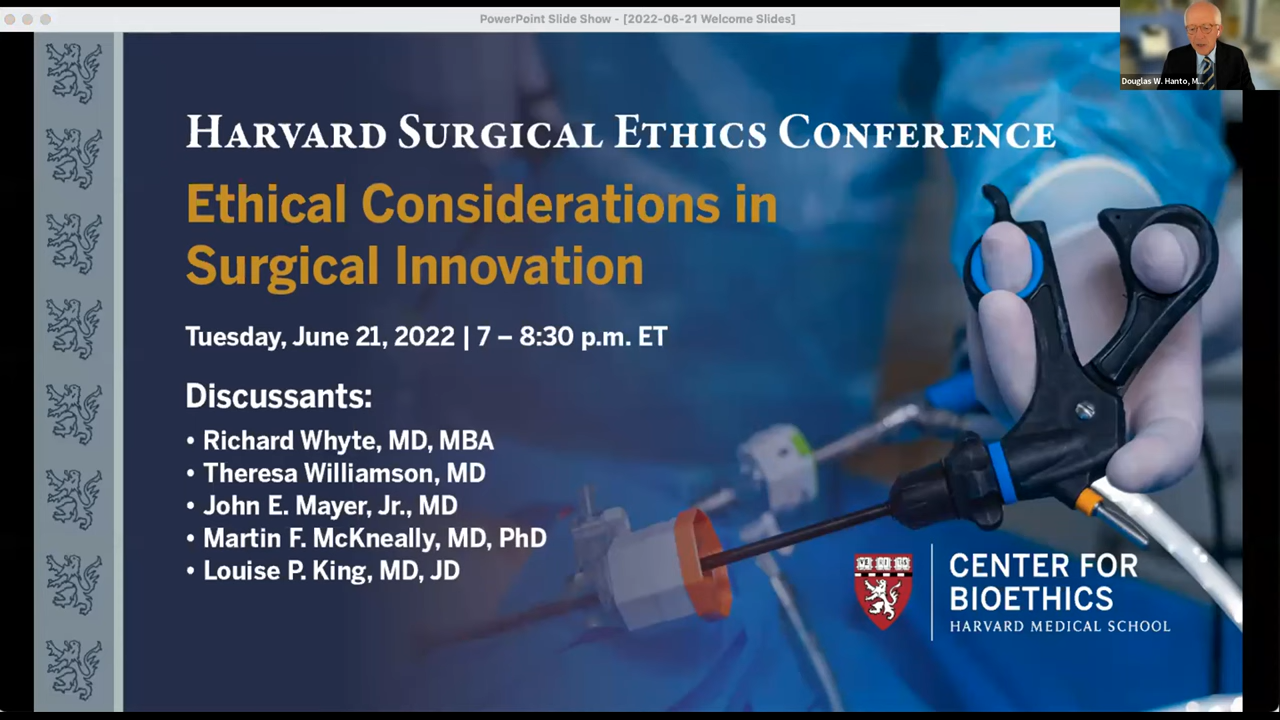 PowerPoint Slide Show - [2022-06-21 Welcome Slides]
Douglas W. Hanto, M...
HARVARD SURGICAL ETHICS CONFERENCE
Ethical Considerations in
Surgical Innovation
Tuesday, June 21, 2022 | 7 – 8:30 p.m. ET
Discussants:
• Richard Whyte, MD, MBA
• Theresa Williamson, MD
• John E. Mayer, Jr., MD
• Martin F. McKneally, MD, PhD
• Louise P. King, MD, JD
CENTER FOR
BIOETHICS
HARVARD MEDICAL SCHOOL